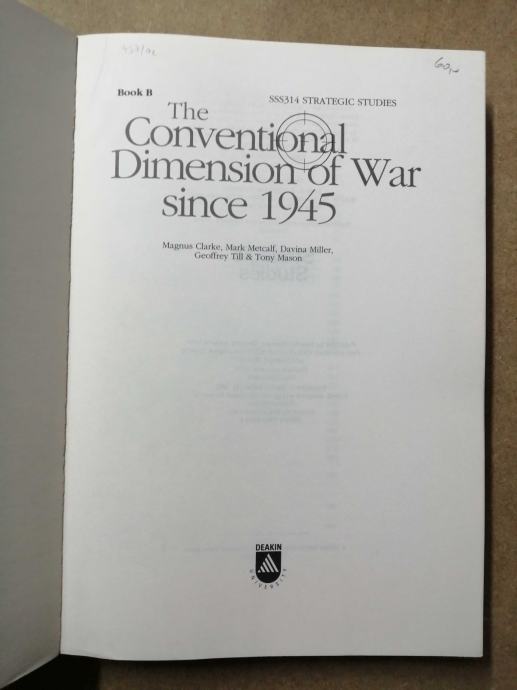 60,-
Book B
SSS314 STRATEGIC STUDIES
The
Conventional
Dimension of War
since 1945
Magnus Clarke, Mark Metcalf, Davina Miller,
Geoffrey Till & Tony Mason
DEAKIN
UNIVERSITY